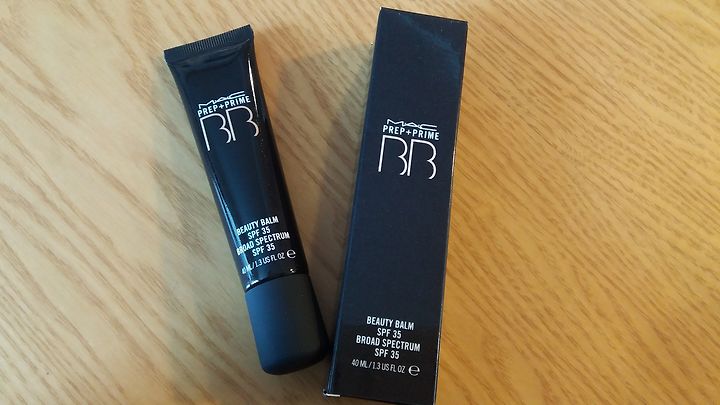 MAC
PREP+PRIME
BB
BEAUTY BALM
SPF 35
BROAD SPECTRUM
SPF 35
40 ML / 1.3 US FL OZ ℮
MAC
PREP+PRIME
BB
BEAUTY BALM
SPF 35
BROAD SPECTRUM
SPF 35
40 ML / 1.3 US FL OZ ℮